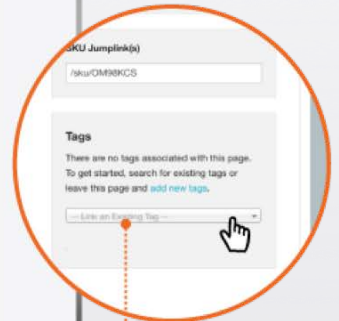 SKU Jumplink(s)
/sku/OM98KCS
Tags
There are no tags associated with this page.
To get started, search for existing tags or
leave this page and add new tags.
--- Link an Existing Tag ---